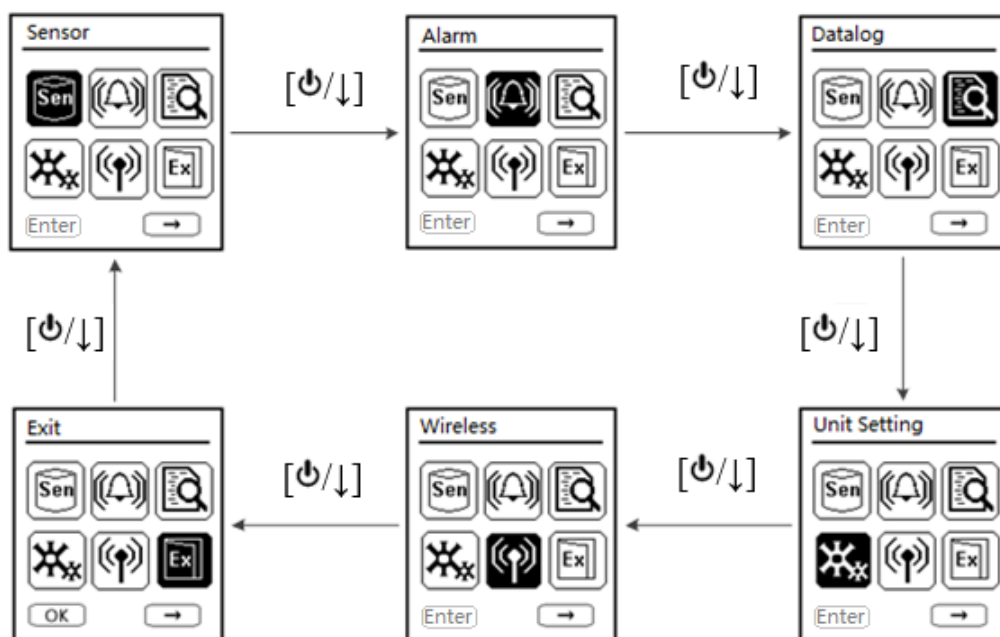 Sensor
Sen
Ex
Enter →
[⏻/↓]
Alarm
Sen
Ex
Enter →
[⏻/↓]
Datalog
Sen
Ex
Enter →
[⏻/↓]
Unit Setting
Sen
Ex
Enter →
[⏻/↓]
Wireless
Sen
Ex
Enter →
[⏻/↓]
Exit
Sen
Ex
OK →
[⏻/↓]